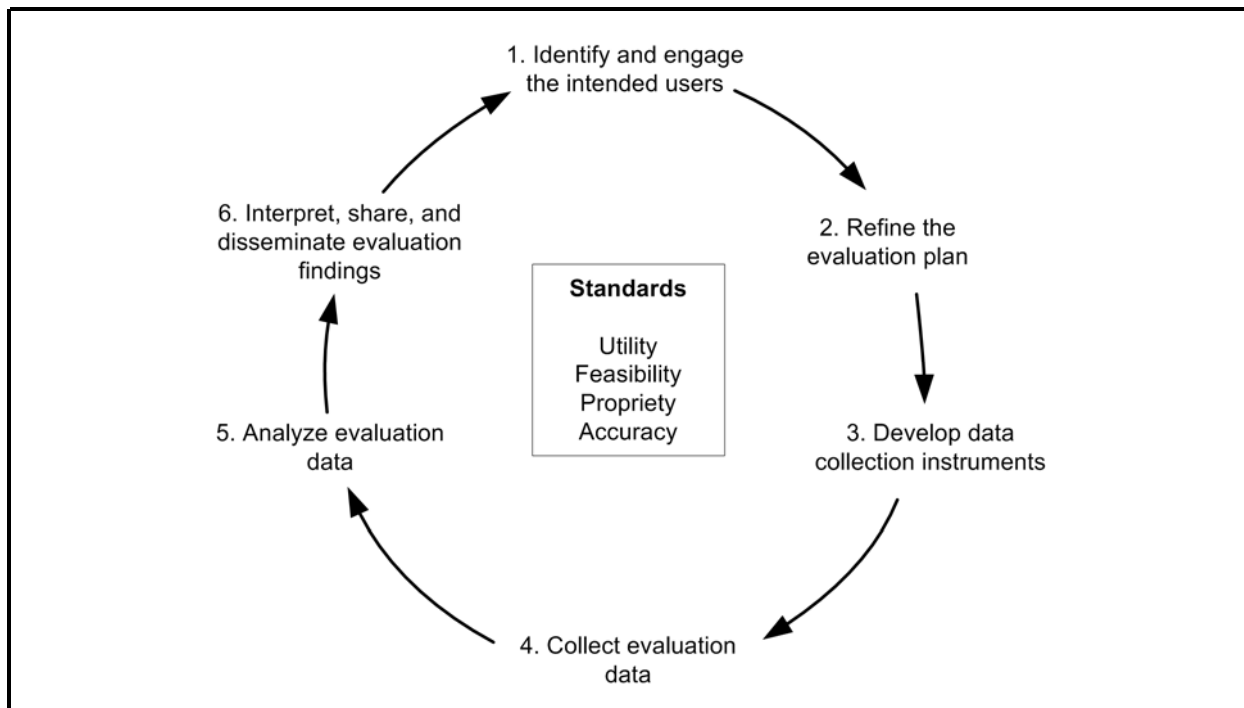 1. Identify and engage
the intended users
2. Refine the
evaluation plan
3. Develop data
collection instruments
4. Collect evaluation
data
5. Analyze evaluation
data
6. Interpret, share, and
disseminate evaluation
findings
Standards
Utility
Feasibility
Propriety
Accuracy